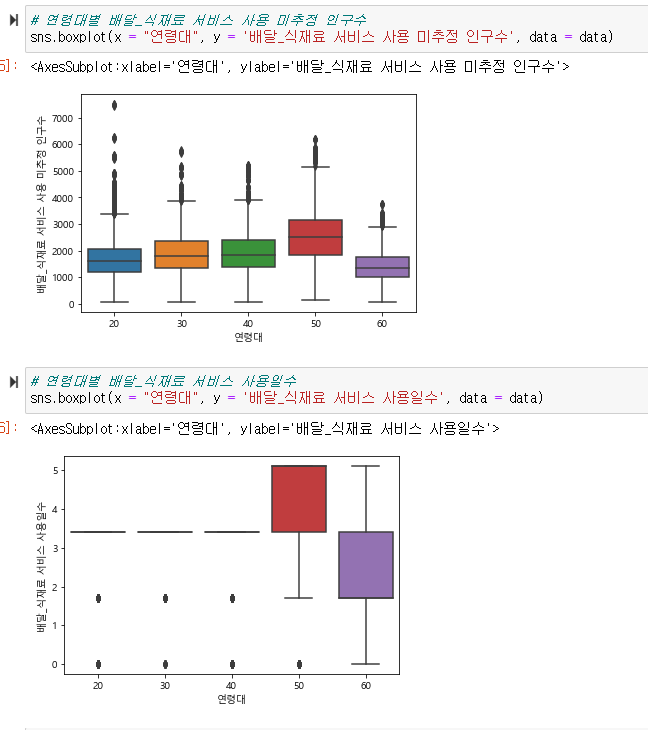 # 연령대별 배달_식재료 서비스 사용 미추정 인구수
sns.boxplot(x = "연령대", y = '배달_식재료 서비스 사용 미추정 인구수', data = data)
5]: <AxesSubplot:xlabel='연령대', ylabel='배달_식재료 서비스 사용 미추정 인구수'>
배달_식재료 서비스 사용 미추정 인구수
7000
6000
5000
4000
3000
2000
1000
0
20 30 40 50 60
연령대
# 연령대별 배달_식재료 서비스 사용일수
sns.boxplot(x = "연령대", y = '배달_식재료 서비스 사용일수', data = data)
6]: <AxesSubplot:xlabel='연령대', ylabel='배달_식재료 서비스 사용일수'>
배달_식재료 서비스 사용일수
5
4
3
2
1
0
20 30 40 50 60
연령대